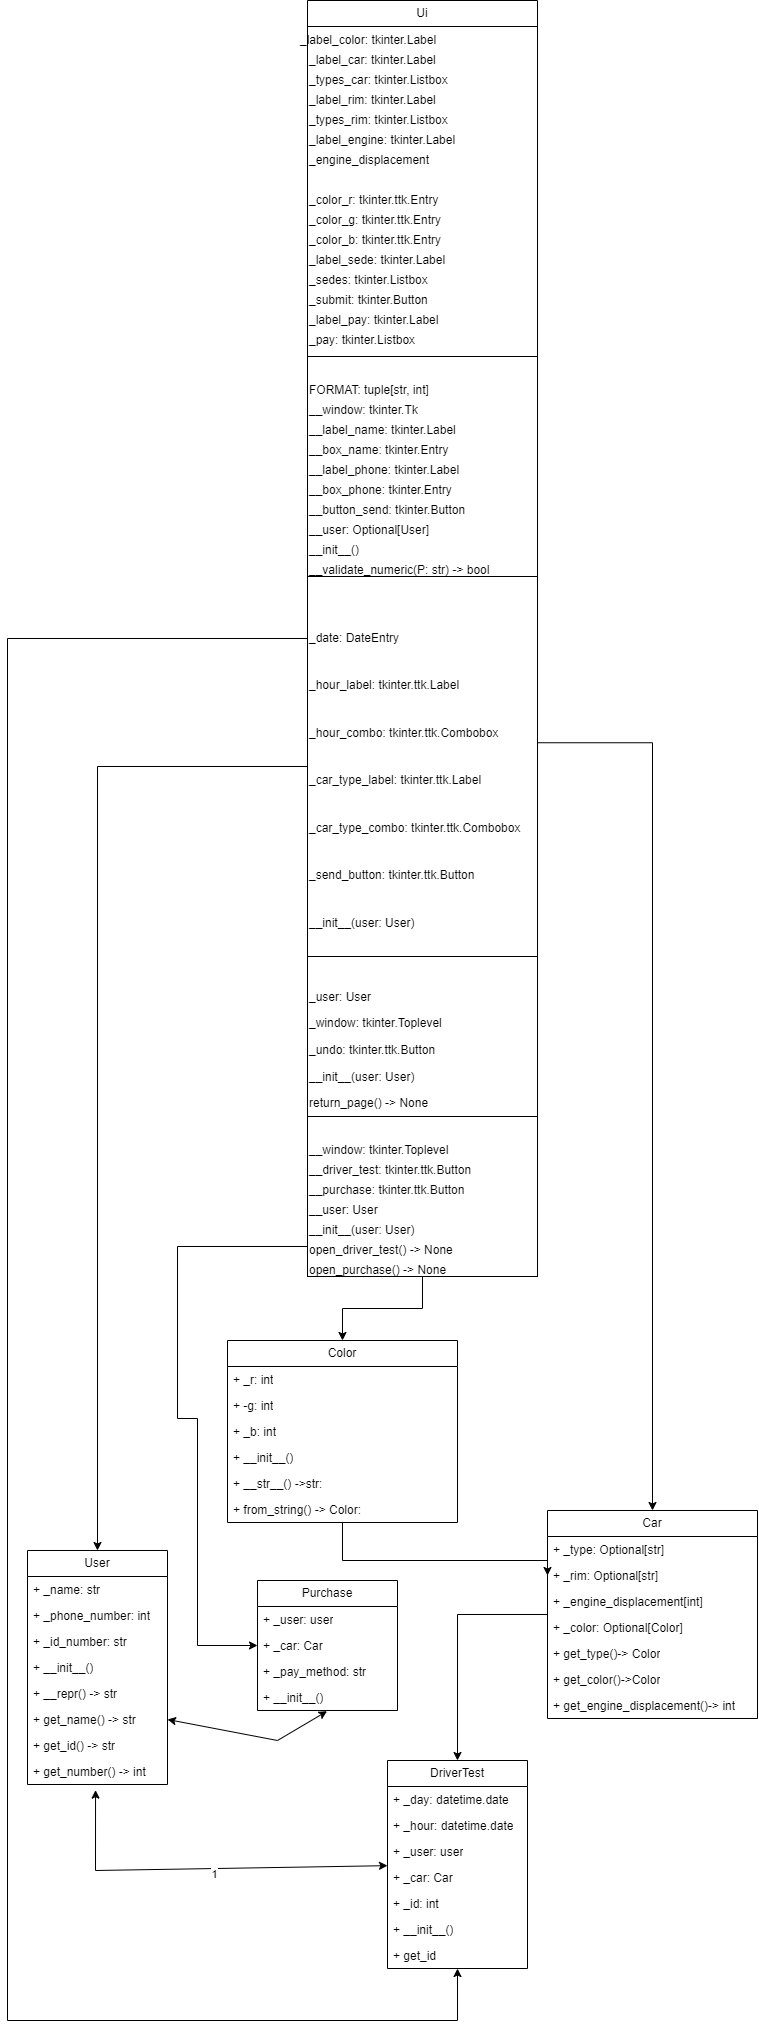 Ui
_label_color: tkinter.Label
_label_car: tkinter.Label
_types_car: tkinter.Listbox
_label_rim: tkinter.Label
_types_rim: tkinter.Listbox
_label_engine: tkinter.Label
_engine_displacement
_color_r: tkinter.ttk.Entry
_color_g: tkinter.ttk.Entry
_color_b: tkinter.ttk.Entry
_label_sede: tkinter.Label
_sedes: tkinter.Listbox
_submit: tkinter.Button
_label_pay: tkinter.Label
_pay: tkinter.Listbox
FORMAT: tuple[str, int]
__window: tkinter.Tk
__label_name: tkinter.Label
__box_name: tkinter.Entry
__label_phone: tkinter.Label
__box_phone: tkinter.Entry
__button_send: tkinter.Button
__user: Optional[User]
__init__()
__validate_numeric(P: str) -> bool
_date: DateEntry
_hour_label: tkinter.ttk.Label
_hour_combo: tkinter.ttk.Combobox
_car_type_label: tkinter.ttk.Label
_car_type_combo: tkinter.ttk.Combobox
_send_button: tkinter.ttk.Button
__init__(user: User)
_user: User
_window: tkinter.Toplevel
_undo: tkinter.ttk.Button
__init__(user: User)
return_page() -> None
__window: tkinter.Toplevel
__driver_test: tkinter.ttk.Button
__purchase: tkinter.ttk.Button
__user: User
__init__(user: User)
open_driver_test() -> None
open_purchase() -> None
Color
+ _r: int
+ -g: int
+ _b: int
+ __init__()
+ __str__() ->str:
+ from_string() -> Color:
Car
+ _type: Optional[str]
+ _rim: Optional[str]
+ _engine_displacement[int]
+ _color: Optional[Color]
+ get_type()-> Color
+ get_color()->Color
+ get_engine_displacement()-> int
User
+ _name: str
+ _phone_number: int
+ _id_number: str
+ __init__()
+ __repr() -> str
+ get_name() -> str
+ get_id() -> str
+ get_number() -> int
Purchase
+ _user: user
+ _car: Car
+ _pay_method: str
+ __init__()
DriverTest
+ _day: datetime.date
+ _hour: datetime.date
+ _user: user
+ _car: Car
+ _id: int
+ __init__()
+ get_id
1